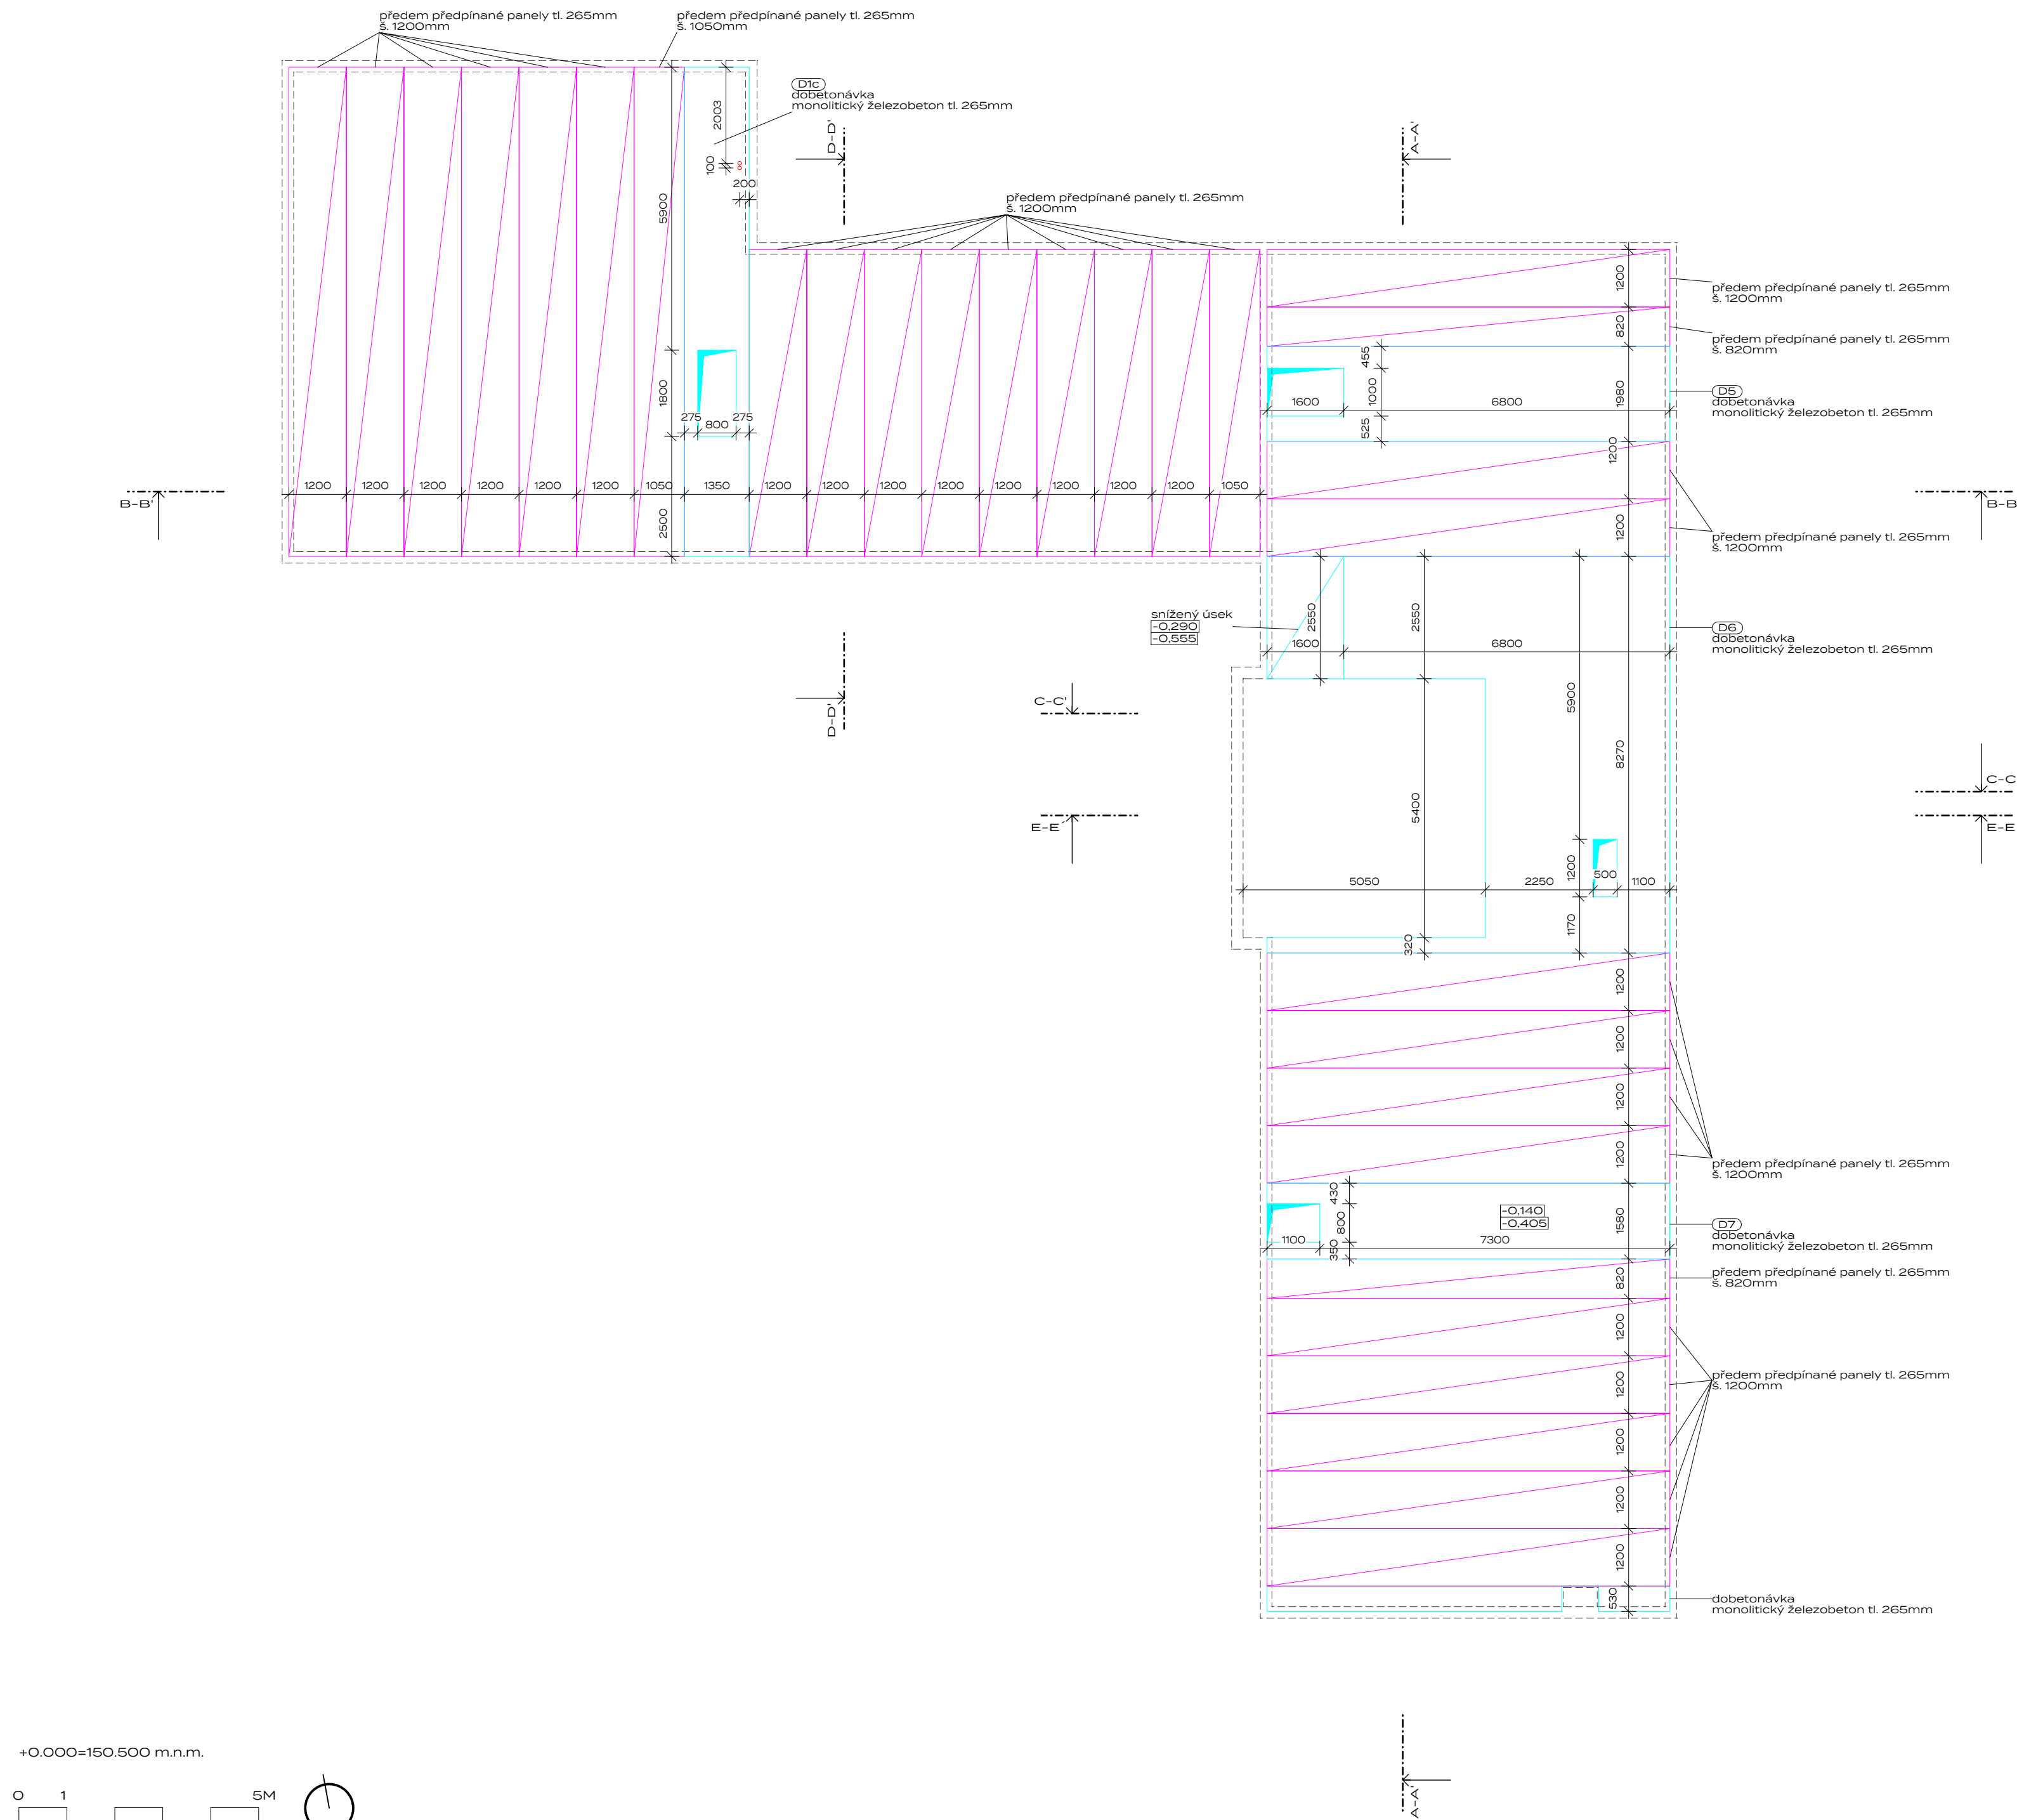 předem předpínané panely tl. 265mm
š. 1200mm
předem předpínané panely tl. 265mm
š. 1050mm
D1c
dobetonávka
monolitický železobeton tl. 265mm
2003
100
200
5900
D-D'
A-A'
předem předpínané panely tl. 265mm
š. 1200mm
1200
předem předpínané panely tl. 265mm
š. 1200mm
820
předem předpínané panely tl. 265mm
š. 820mm
455
1000
525
1980
1600
6800
D5
dobetonávka
monolitický železobeton tl. 265mm
1800
275
800
275
2500
1200
1200
1200
1200
1200
1200
1050
1350
1200
1200
1200
1200
1200
1200
1200
1200
1050
1200
1200
B-B'
B-B
předem předpínané panely tl. 265mm
š. 1200mm
snížený úsek
-0,290
-0,555
2550
2550
1600
6800
D6
dobetonávka
monolitický železobeton tl. 265mm
D-D'
C-C'
5900
8270
C-C
5400
E-E'
E-E
1200
500
5050
2250
1100
1170
320
1200
1200
1200
1200
předem předpínané panely tl. 265mm
š. 1200mm
430
800
350
-0,140
-0,405
1580
1100
7300
D7
dobetonávka
monolitický železobeton tl. 265mm
820
předem předpínané panely tl. 265mm
š. 820mm
1200
1200
1200
1200
1200
předem předpínané panely tl. 265mm
š. 1200mm
530
dobetonávka
monolitický železobeton tl. 265mm
A-A'
+0.000=150.500 m.n.m.
0 1 5M